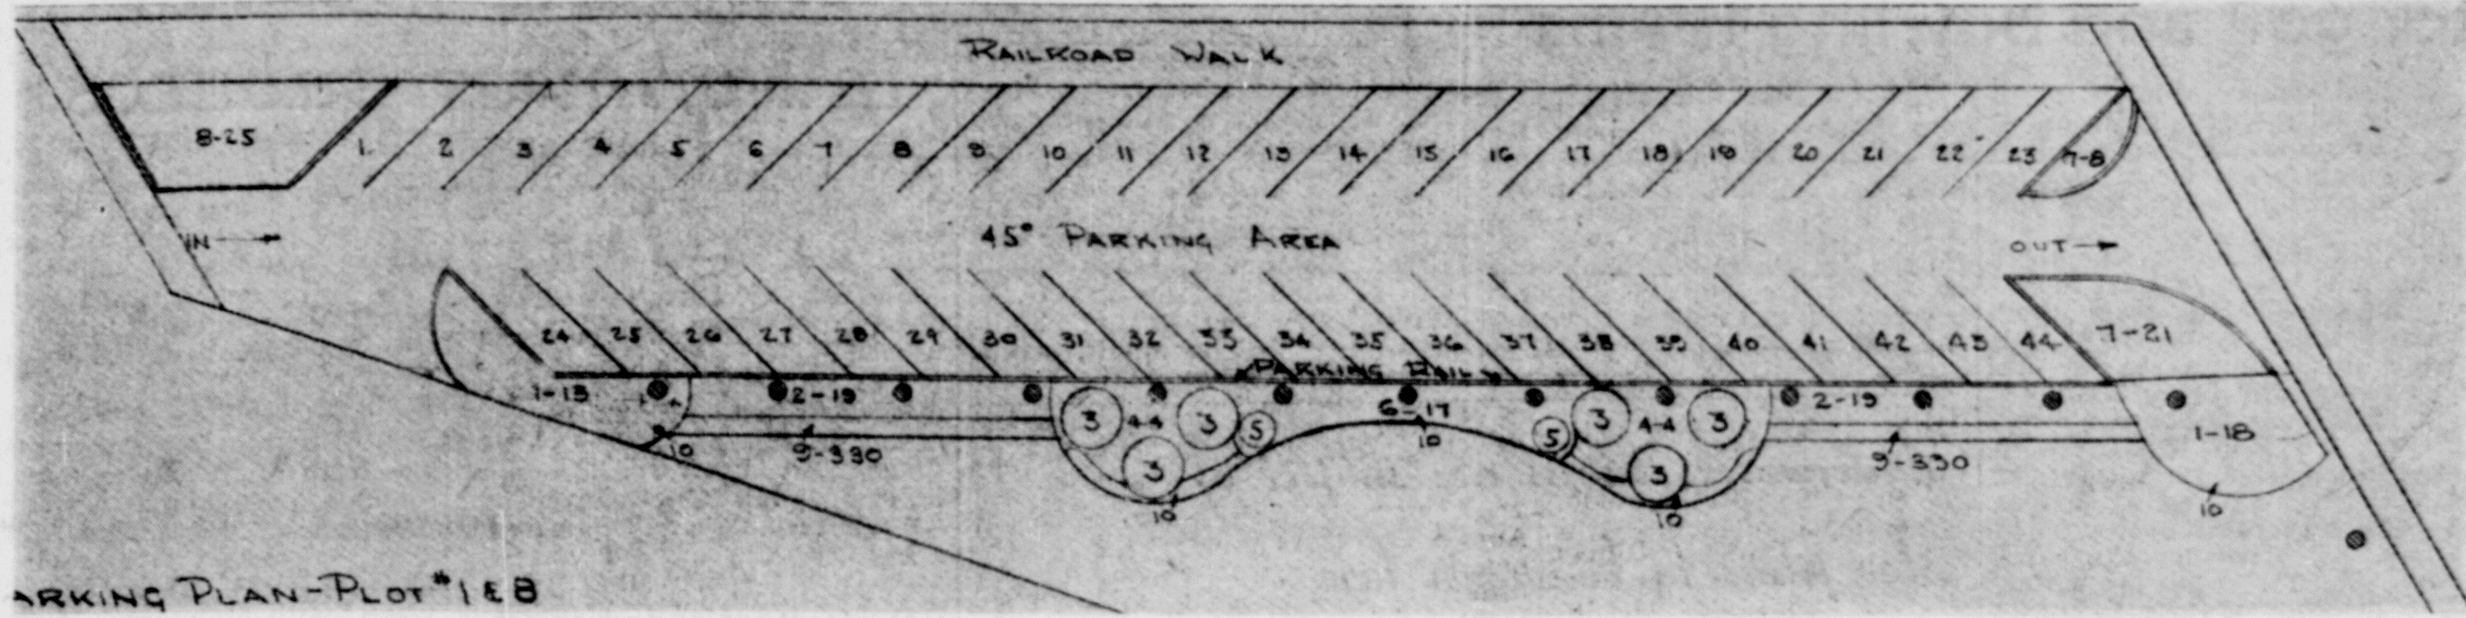 RAILROAD WALK
8-25 1 2 3 4 5 6 7 8 9 10 11 12 13 14 15 16 17 18 19 20 21 22 23 7-8
IN 45° PARKING AREA OUT
24 25 26 27 28 29 30 31 32 33 34 35 36 37 38 39 40 41 42 43 44 7-21
PARKING RAIL
1-13 2-19 3 4-4 3 5 6-17 5 3 4-4 3 2-19 1-18
10 9-330 3 10 3 9-330
10 10 10
ARKING PLAN-PLOT #1 & B